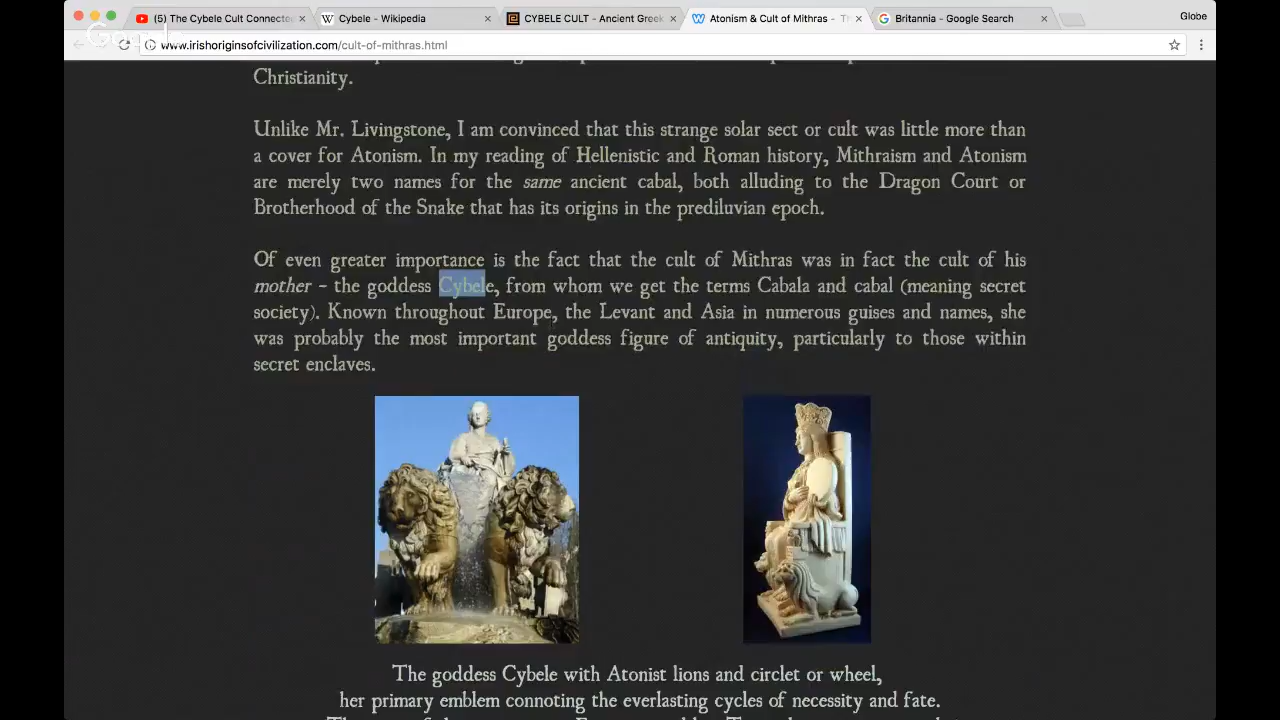 (5) The Cybele Cult Connecte
Cybele - Wikipedia
CYBELE CULT - Ancient Greek
Atonism & Cult of Mithras - Th
Britannia - Google Search
Globe
www.irishoriginsofcivilization.com/cult-of-mithras.html
Christianity.
Unlike Mr. Livingstone, I am convinced that this strange solar sect or cult was little more than
a cover for Atonism. In my reading of Hellenistic and Roman history, Mithraism and Atonism
are merely two names for the same ancient cabal, both alluding to the Dragon Court or
Brotherhood of the Snake that has its origins in the prediluvian epoch.
Of even greater importance is the fact that the cult of Mithras was in fact the cult of his
mother - the goddess Cybele, from whom we get the terms Cabala and cabal (meaning secret
society). Known throughout Europe, the Levant and Asia in numerous guises and names, she
was probably the most important goddess figure of antiquity, particularly to those within
secret enclaves.
The goddess Cybele with Atonist lions and circlet or wheel,
her primary emblem connoting the everlasting cycles of necessity and fate.